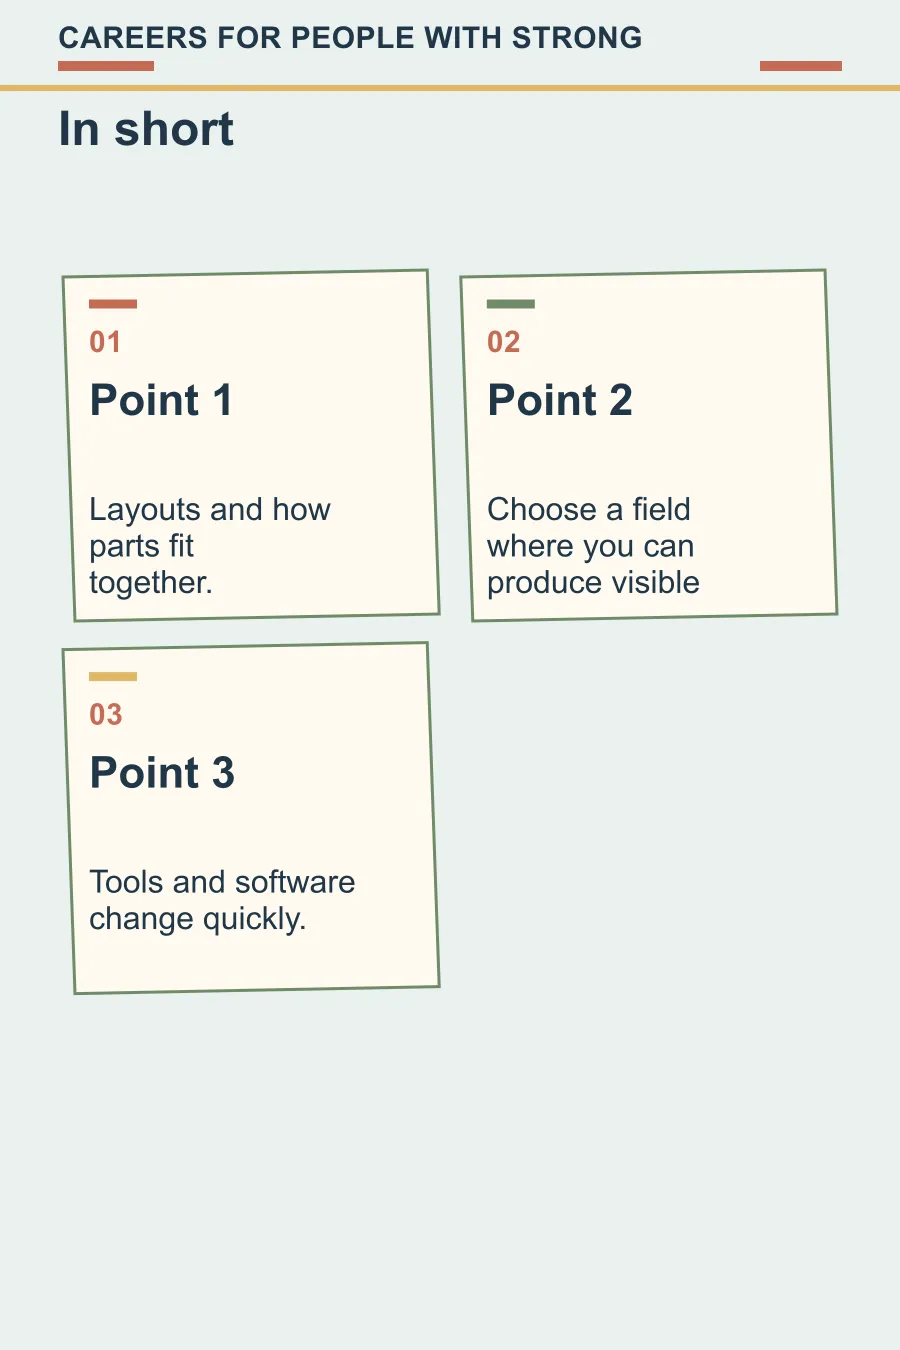 CAREERS FOR PEOPLE WITH STRONG
In short
01
Point 1
Layouts and how
parts fit
together.
02
Point 2
Choose a field
where you can
produce visible
03
Point 3
Tools and software
change quickly.